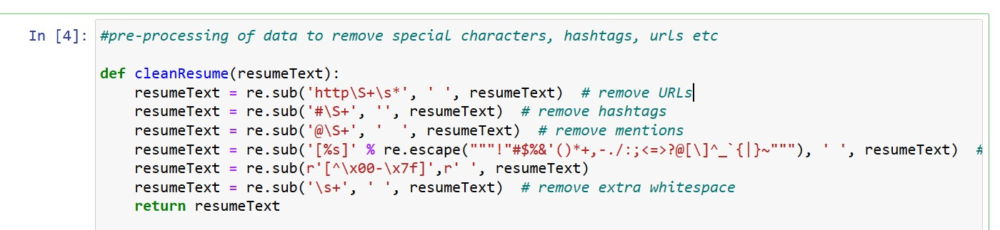 In [4]: #pre-processing of data to remove special characters, hashtags, urls etc
def cleanResume(resumeText):
    resumeText = re.sub('http\S+\s*', ' ', resumeText)  # remove URLs
    resumeText = re.sub('#\S+', '', resumeText)  # remove hashtags
    resumeText = re.sub('@\S+', '  ', resumeText)  # remove mentions
    resumeText = re.sub('[%s]' % re.escape("""!"#$%&'()*+,-./:;<=>?@[\]^_`{|}~"""), ' ', resumeText)  #
    resumeText = re.sub(r'[^\x00-\x7f]',r' ', resumeText)
    resumeText = re.sub('\s+', ' ', resumeText)  # remove extra whitespace
    return resumeText